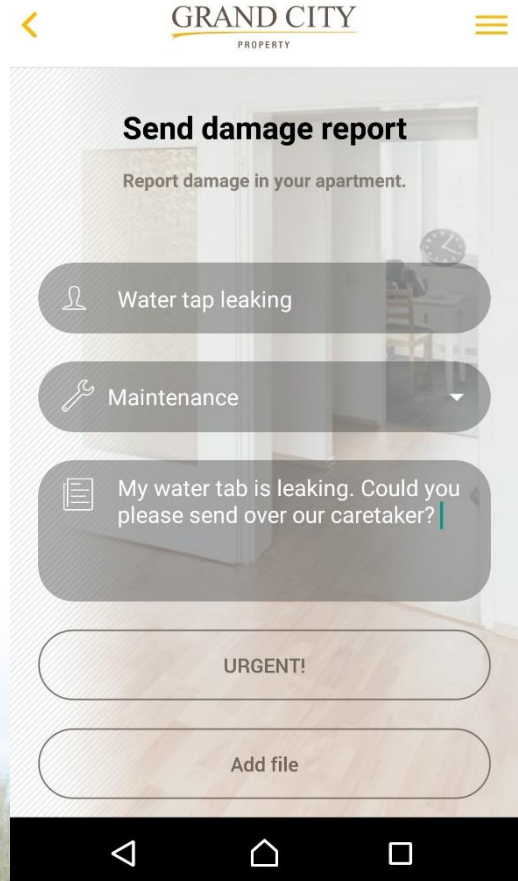 GRAND CITY
PROPERTY
Send damage report
Report damage in your apartment.
Water tap leaking
Maintenance
My water tab is leaking. Could you
please send over our caretaker?
URGENT!
Add file